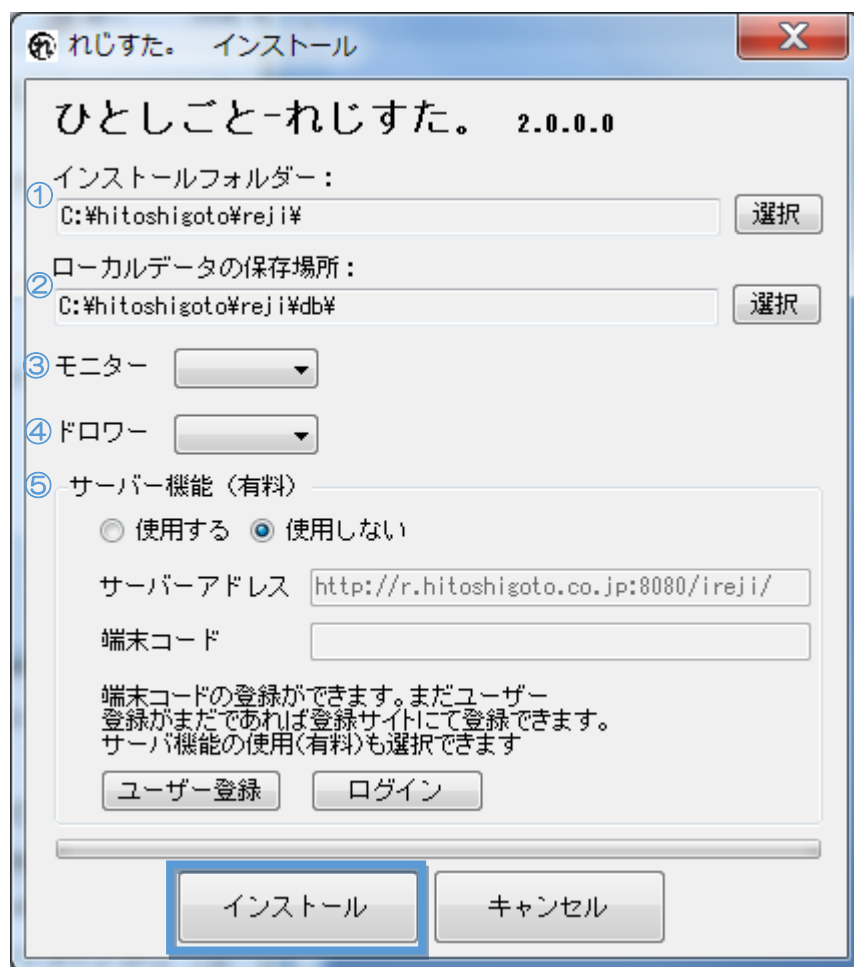 れ れじすた。 インストール
ひとしごと-れじすた。 2.0.0.0
① インストールフォルダー：
C:¥hitoshigoto¥reji¥ 選択
② ローカルデータの保存場所：
C:¥hitoshigoto¥reji¥db¥ 選択
③ モニター
④ ドロワー
⑤ サーバー機能（有料）
使用する 使用しない
サーバーアドレス http://r.hitoshigoto.co.jp:8080/ireji/
端末コード
端末コードの登録ができます。まだユーザー
登録がまだであれば登録サイトにて登録できます。
サーバ機能の使用(有料)も選択できます
ユーザー登録 ログイン
インストール キャンセル